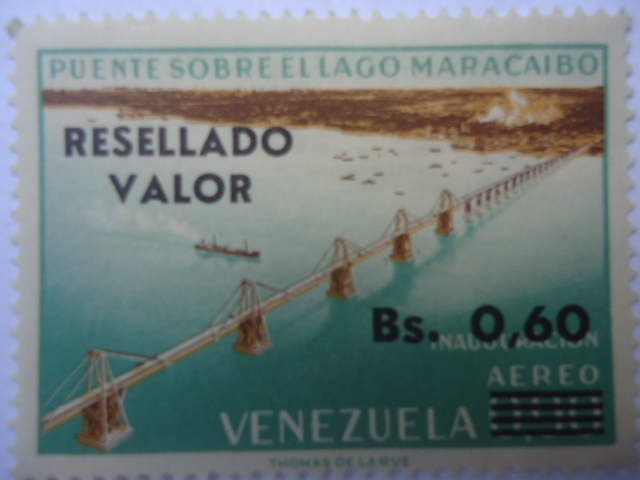 PUENTE SOBRE EL LAGO MARACAIBO
RESELLADO
VALOR
Bs. 0,60
INAUGURACION
AEREO
VENEZUELA
THOMAS DE LA RUE